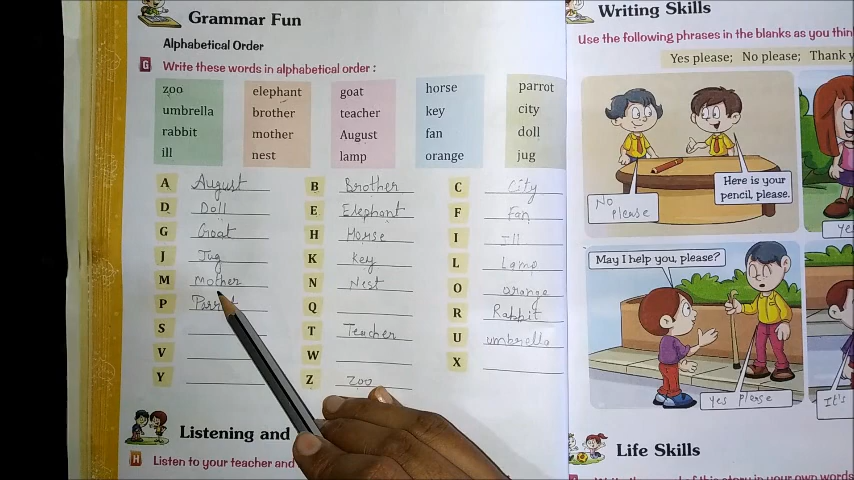 Grammar Fun
Alphabetical Order
G Write these words in alphabetical order :
zoo elephant goat horse parrot
umbrella brother teacher key city
rabbit mother August fan doll
ill nest lamp orange jug
A August B Brother C City
D Doll E Elephant F Fan
G Goat H Horse I Ill
J Jug K Key L Lamp
M mother N Nest O orange
P Q R Rabbit
S T Teacher U umbrella
V W X
Y Z Zoo
Listening and
H Listen to your teacher and
Writing Skills
Use the following phrases in the blanks as you thin
Yes please; No please; Thank y
Here is your
pencil, please.
No
please
ye
May I help you, please?
yes please
It's
Life Skills